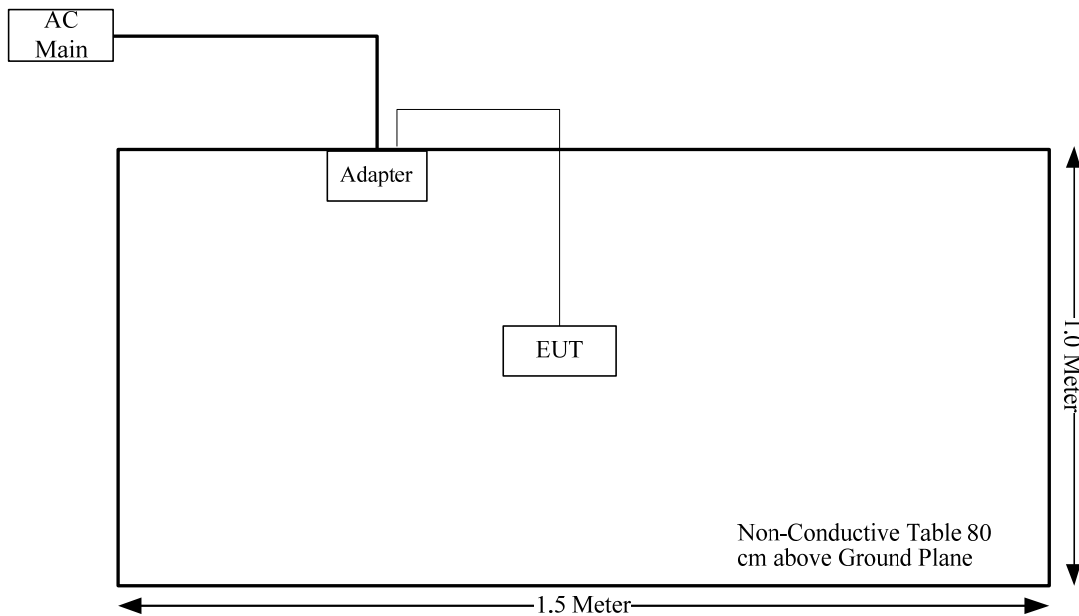 AC
Main
Adapter
EUT
1.0 Meter
Non-Conductive Table 80
cm above Ground Plane
1.5 Meter